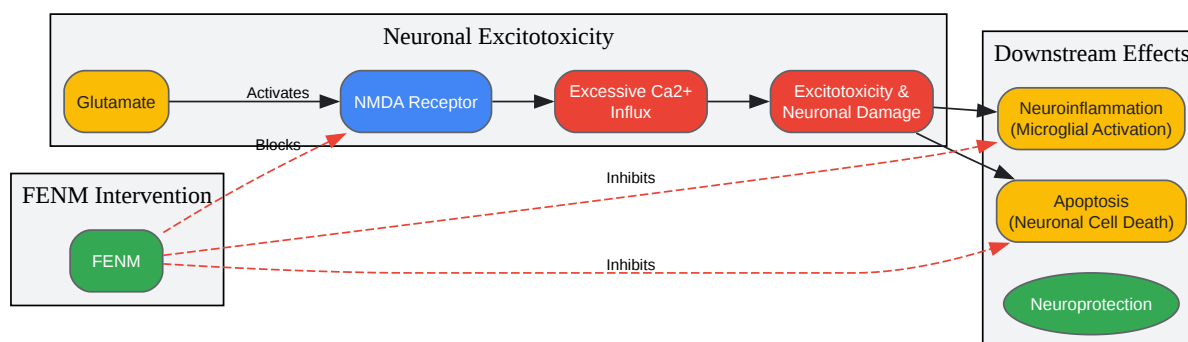 Neuronal Excitotoxicity
Downstream Effects
Glutamate
Activates
NMDA Receptor
Excessive Ca2+
Influx
Excitotoxicity &
Neuronal Damage
Neuroinflammation
(Microglial Activation)
Blocks
Inhibits
FENM Intervention
Apoptosis
(Neuronal Cell Death)
FENM
Inhibits
Neuroprotection